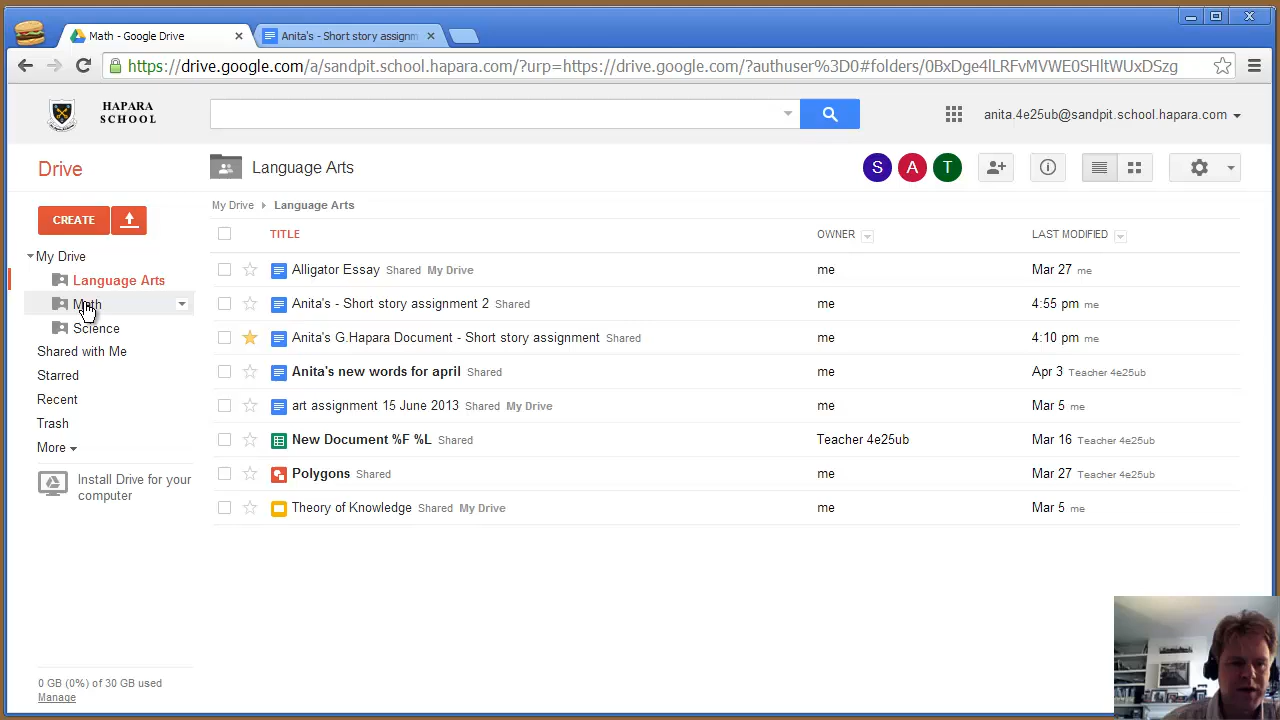 Math - Google Drive
Anita's - Short story assignm
https://drive.google.com/a/sandpit.school.hapara.com/?urp=https://drive.google.com/?authuser%3D0#folders/0BxDge4lLRFvMVWE0SHltWUxDSzg
HAPARA
SCHOOL
anita.4e25ub@sandpit.school.hapara.com
Drive
Language Arts
S A T
My Drive Language Arts
CREATE
TITLE OWNER LAST MODIFIED
My Drive
Language Arts
Math
Science
Shared with Me
Starred
Recent
Trash
More
Install Drive for your
computer
Alligator Essay Shared My Drive me Mar 27 me
Anita's - Short story assignment 2 Shared me 4:55 pm me
Anita's G.Hapara Document - Short story assignment Shared me 4:10 pm me
Anita's new words for april Shared me Apr 3 Teacher 4e25ub
art assignment 15 June 2013 Shared My Drive me Mar 5 me
New Document %F %L Shared Teacher 4e25ub Mar 16 Teacher 4e25ub
Polygons Shared me Mar 27 Teacher 4e25ub
Theory of Knowledge Shared My Drive me Mar 5 me
0 GB (0%) of 30 GB used
Manage